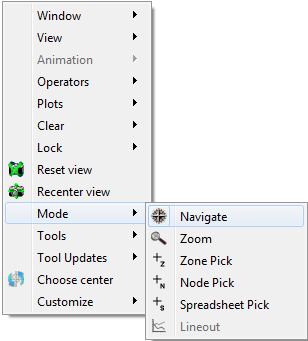 Window
View
Animation
Operators
Plots
Clear
Lock
Reset view
Recenter view
Mode
Tools
Tool Updates
Choose center
Customize
Navigate
Zoom
Z
Zone Pick
N
Node Pick
S
Spreadsheet Pick
Lineout